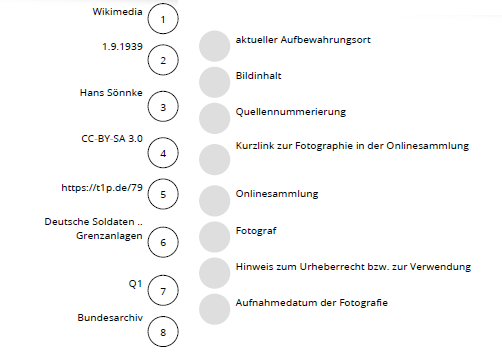 Wikimedia
1
1.9.1939
2
Hans Sönnke
3
CC-BY-SA 3.0
4
https://t1p.de/79
5
Deutsche Soldaten ..
Grenzanlagen
6
Q1
7
Bundesarchiv
8
aktueller Aufbewahrungsort
Bildinhalt
Quellennummerierung
Kurzlink zur Fotographie in der Onlinesammlung
Onlinesammlung
Fotograf
Hinweis zum Urheberrecht bzw. zur Verwendung
Aufnahmedatum der Fotografie